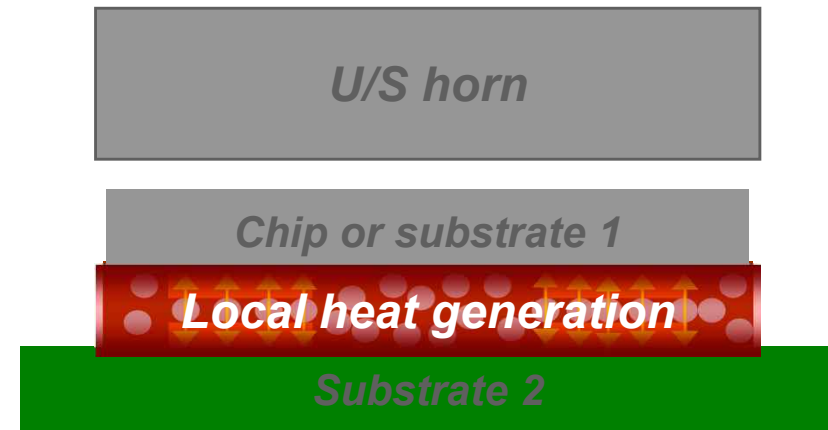 U/S horn
Chip or substrate 1
Local heat generation
Substrate 2